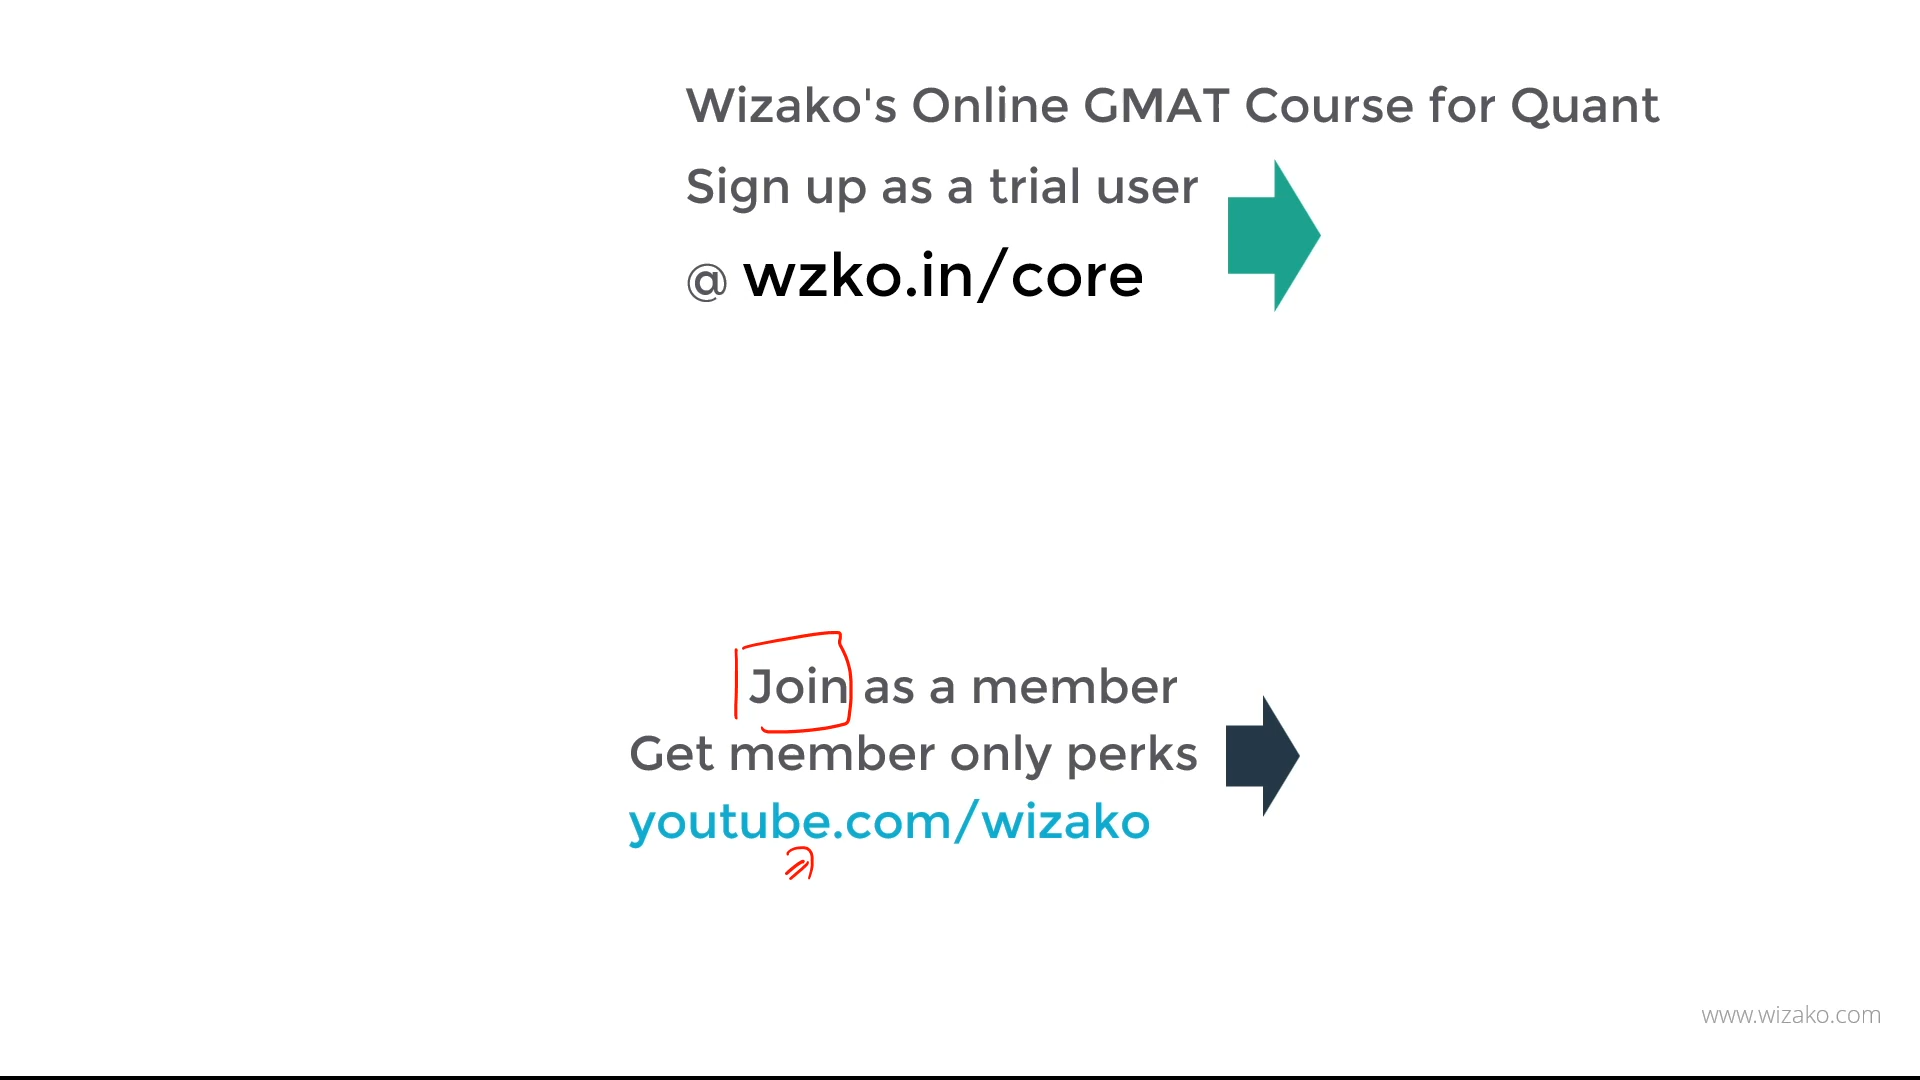 Wizako's Online GMAT Course for Quant
Sign up as a trial user
@ wzko.in/core
Join as a member
Get member only perks
youtube.com/wizako
www.wizako.com